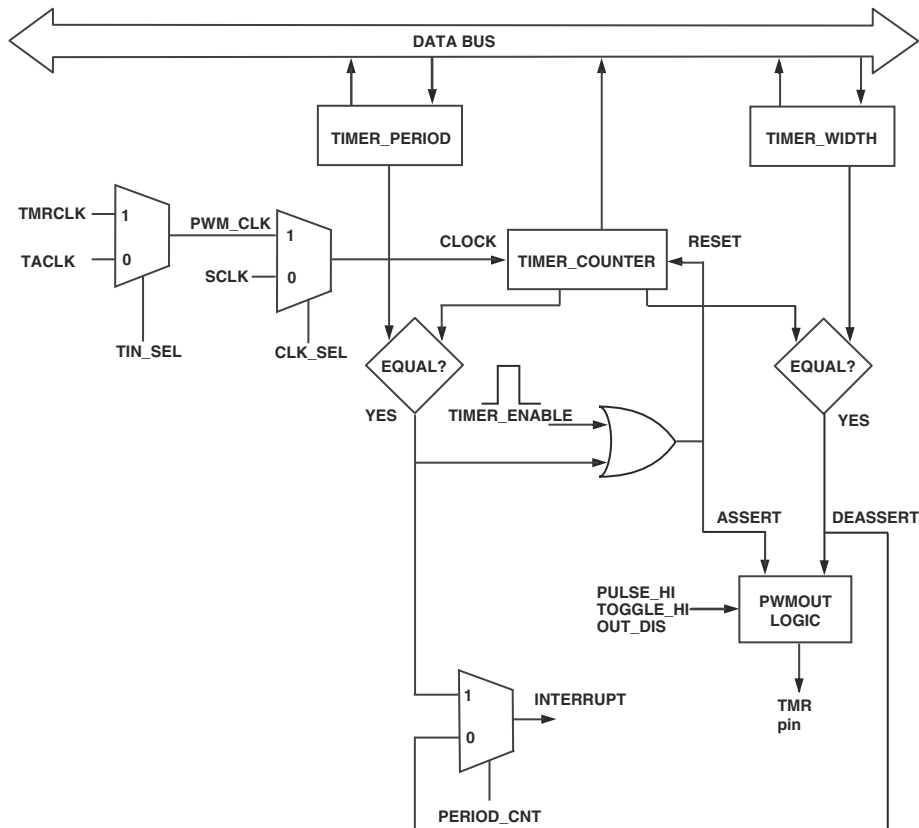 DATA BUS
TIMER_PERIOD
TIMER_WIDTH
TMRCLK
1
PWM_CLK
1
CLOCK
RESET
TACLK
0
SCLK
0
TIMER_COUNTER
TIN_SEL
CLK_SEL
EQUAL?
EQUAL?
YES
TIMER_ENABLE
YES
ASSERT
DEASSERT
PULSE_HI
TOGGLE_HI
OUT_DIS
PWMOUT
LOGIC
1
INTERRUPT
TMR
pin
0
PERIOD_CNT